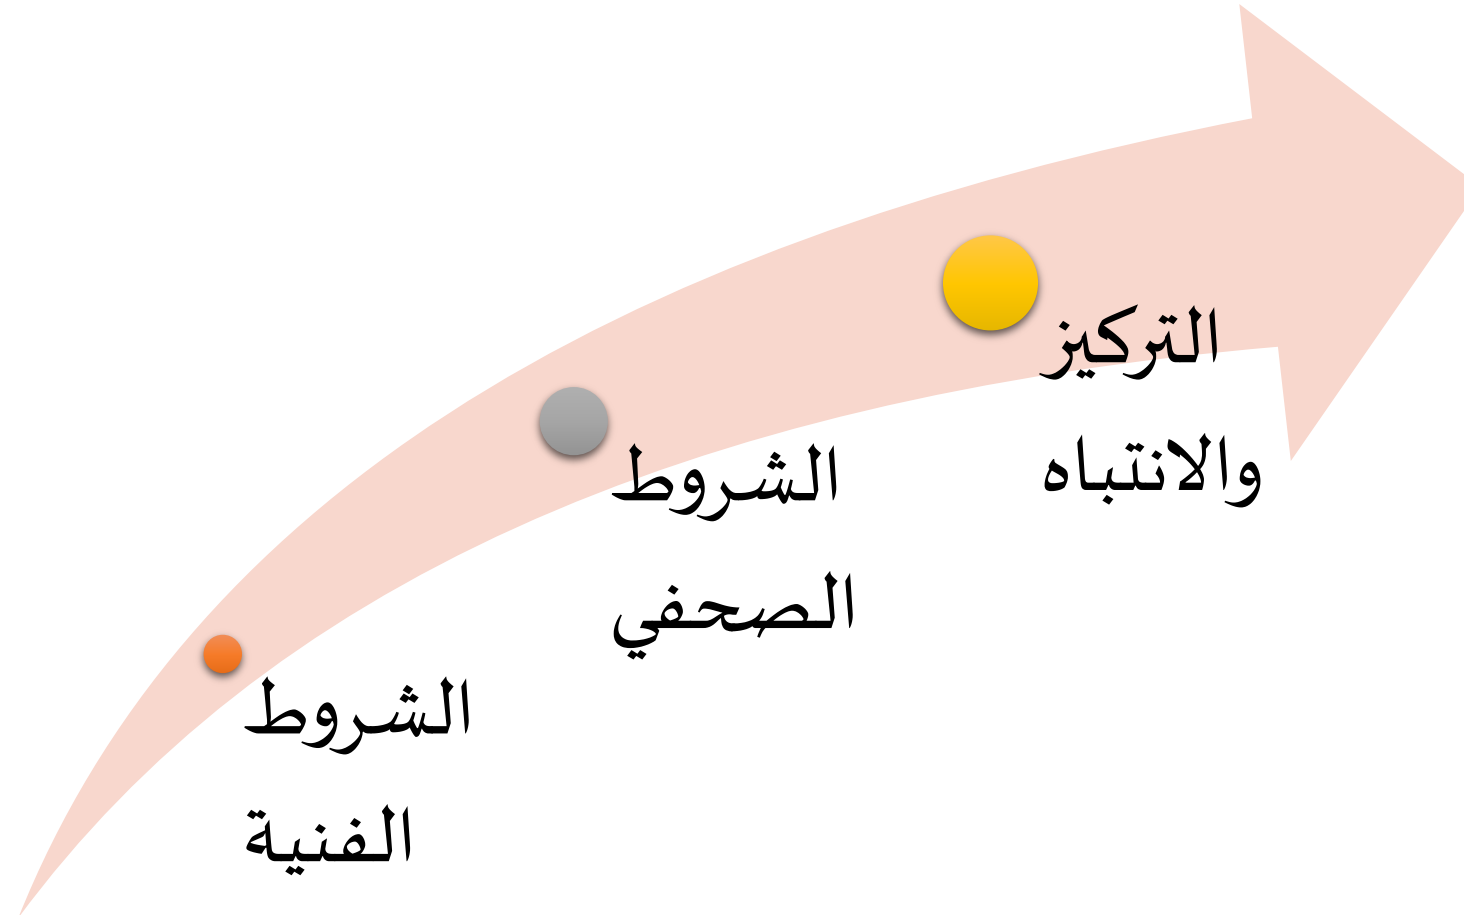 الشروط
الفنية
الشروط
الصحفي
التركيز
والانتباه